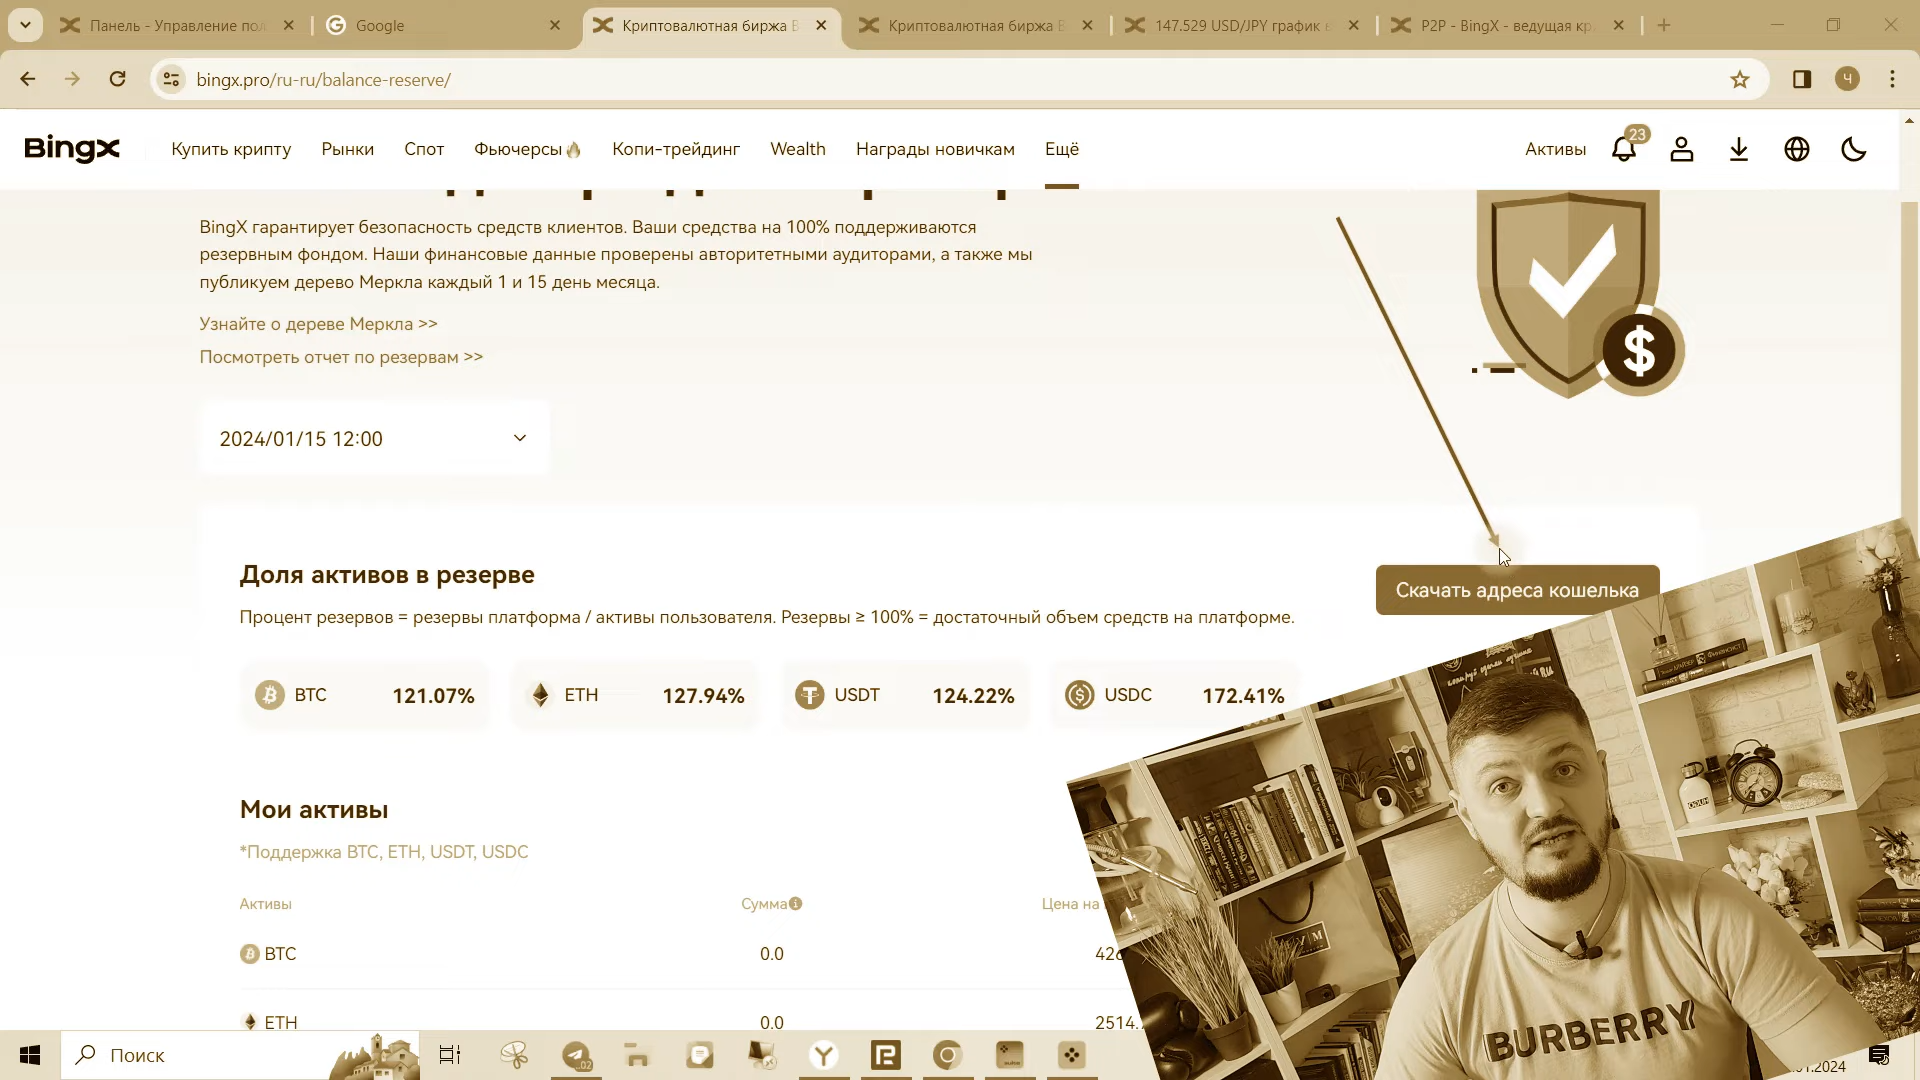 Панель - Управление пол
Google
Криптовалютная биржа B
Криптовалютная биржа B
147.529 USD/JPY график
P2P - BingX - ведущая кр
bingx.pro/ru-ru/balance-reserve/
Ч
BingX
Купить крипту
Рынки
Спот
Фьючерсы
Копи-трейдинг
Wealth
Награды новичкам
Ещё
Активы
23
BingX гарантирует безопасность средств клиентов. Ваши средства на 100% поддерживаются
резервным фондом. Наши финансовые данные проверены авторитетными аудиторами, а также мы
публикуем дерево Меркла каждый 1 и 15 день месяца.
Узнайте о дереве Меркла >>
Посмотреть отчет по резервам >>
2024/01/15 12:00
Доля активов в резерве
Скачать адреса кошелька
Процент резервов = резервы платформа / активы пользователя. Резервы ≥ 100% = достаточный объем средств на платформе.
BTC 121.07%
ETH 127.94%
USDT 124.22%
USDC 172.41%
Мои активы
*Поддержка BTC, ETH, USDT, USDC
Активы
Сумма
Цена на
BTC
0.0
426
ETH
0.0
2514.
BURBERRY
Поиск
.01.2024